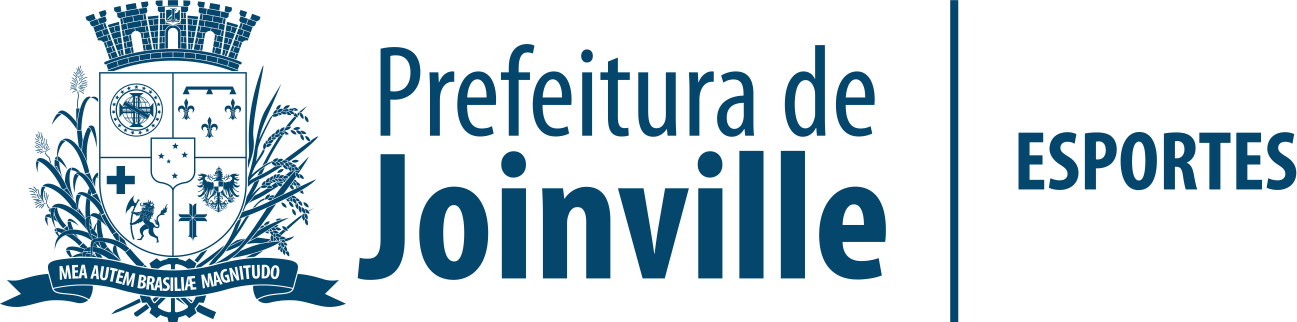 Prefeitura de
Joinville
ESPORTES
MEA AUTEM BRASILIÆ MAGNITUDO